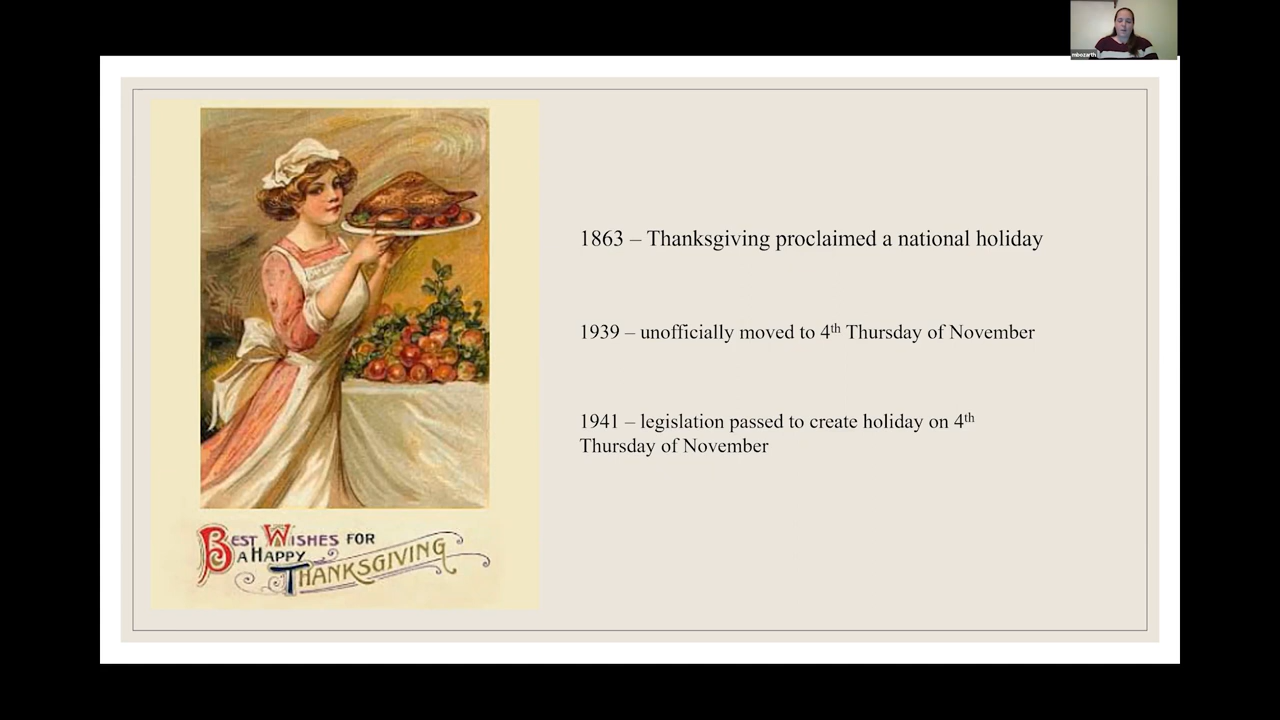 mbozarth
1863 – Thanksgiving proclaimed a national holiday
1939 – unofficially moved to 4th Thursday of November
1941 – legislation passed to create holiday on 4th
Thursday of November
BEST WISHES FOR
A HAPPY
THANKSGIVING